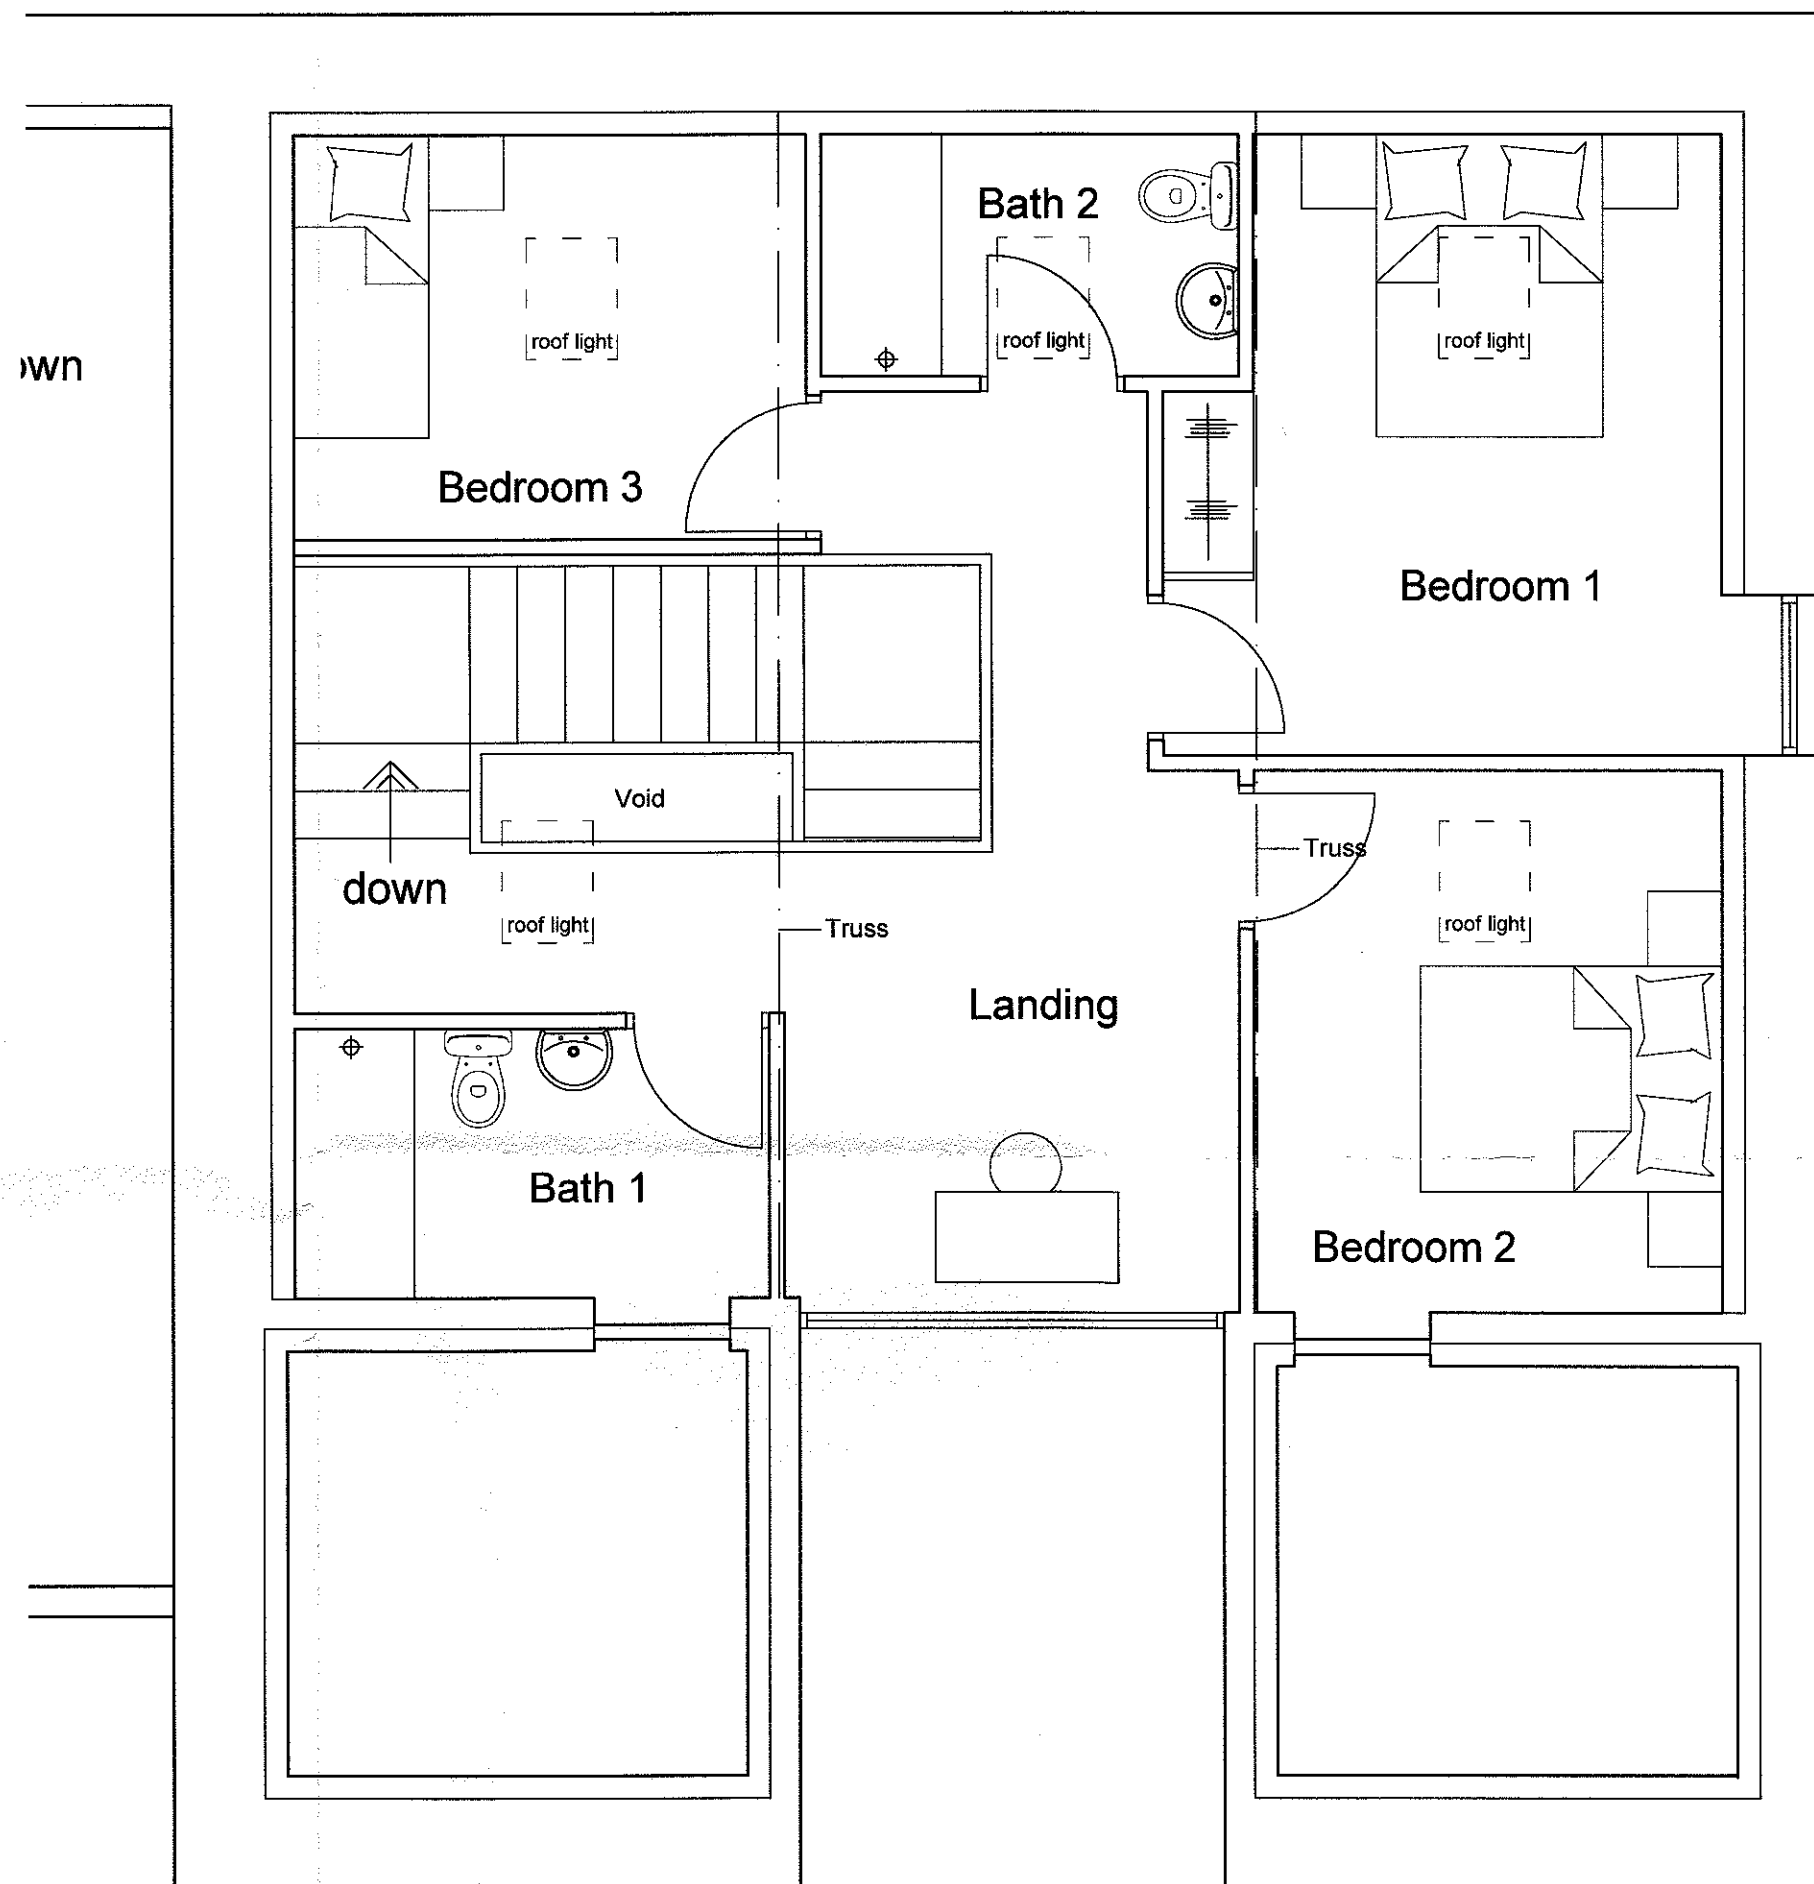 Bath 2
roof light
roof light
roof light
Bedroom 3
Bedroom 1
Void
Truss
down
roof light
Truss
roof light
Landing
Bath 1
Bedroom 2